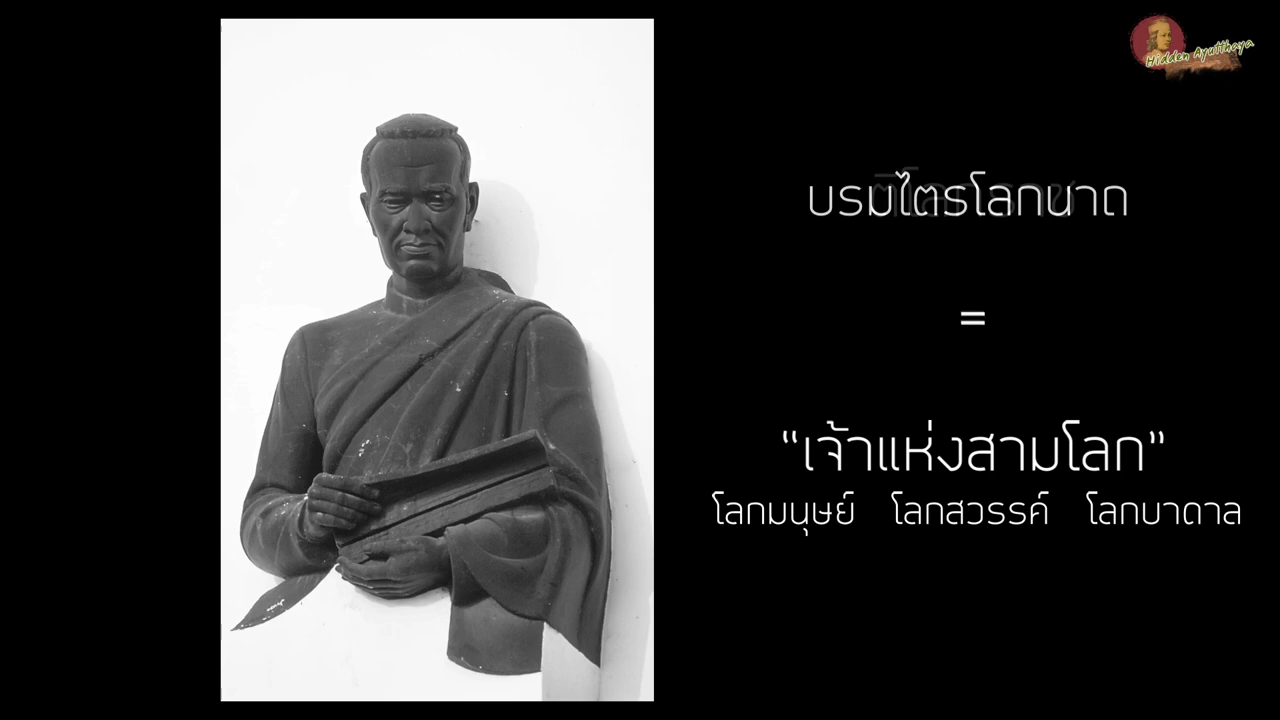 Hidden Ayutthaya
บรมไตรโลกนาถ
=
“เจ้าแห่งสามโลก”
โลกมนุษย์ โลกสวรรค์ โลกบาดาล